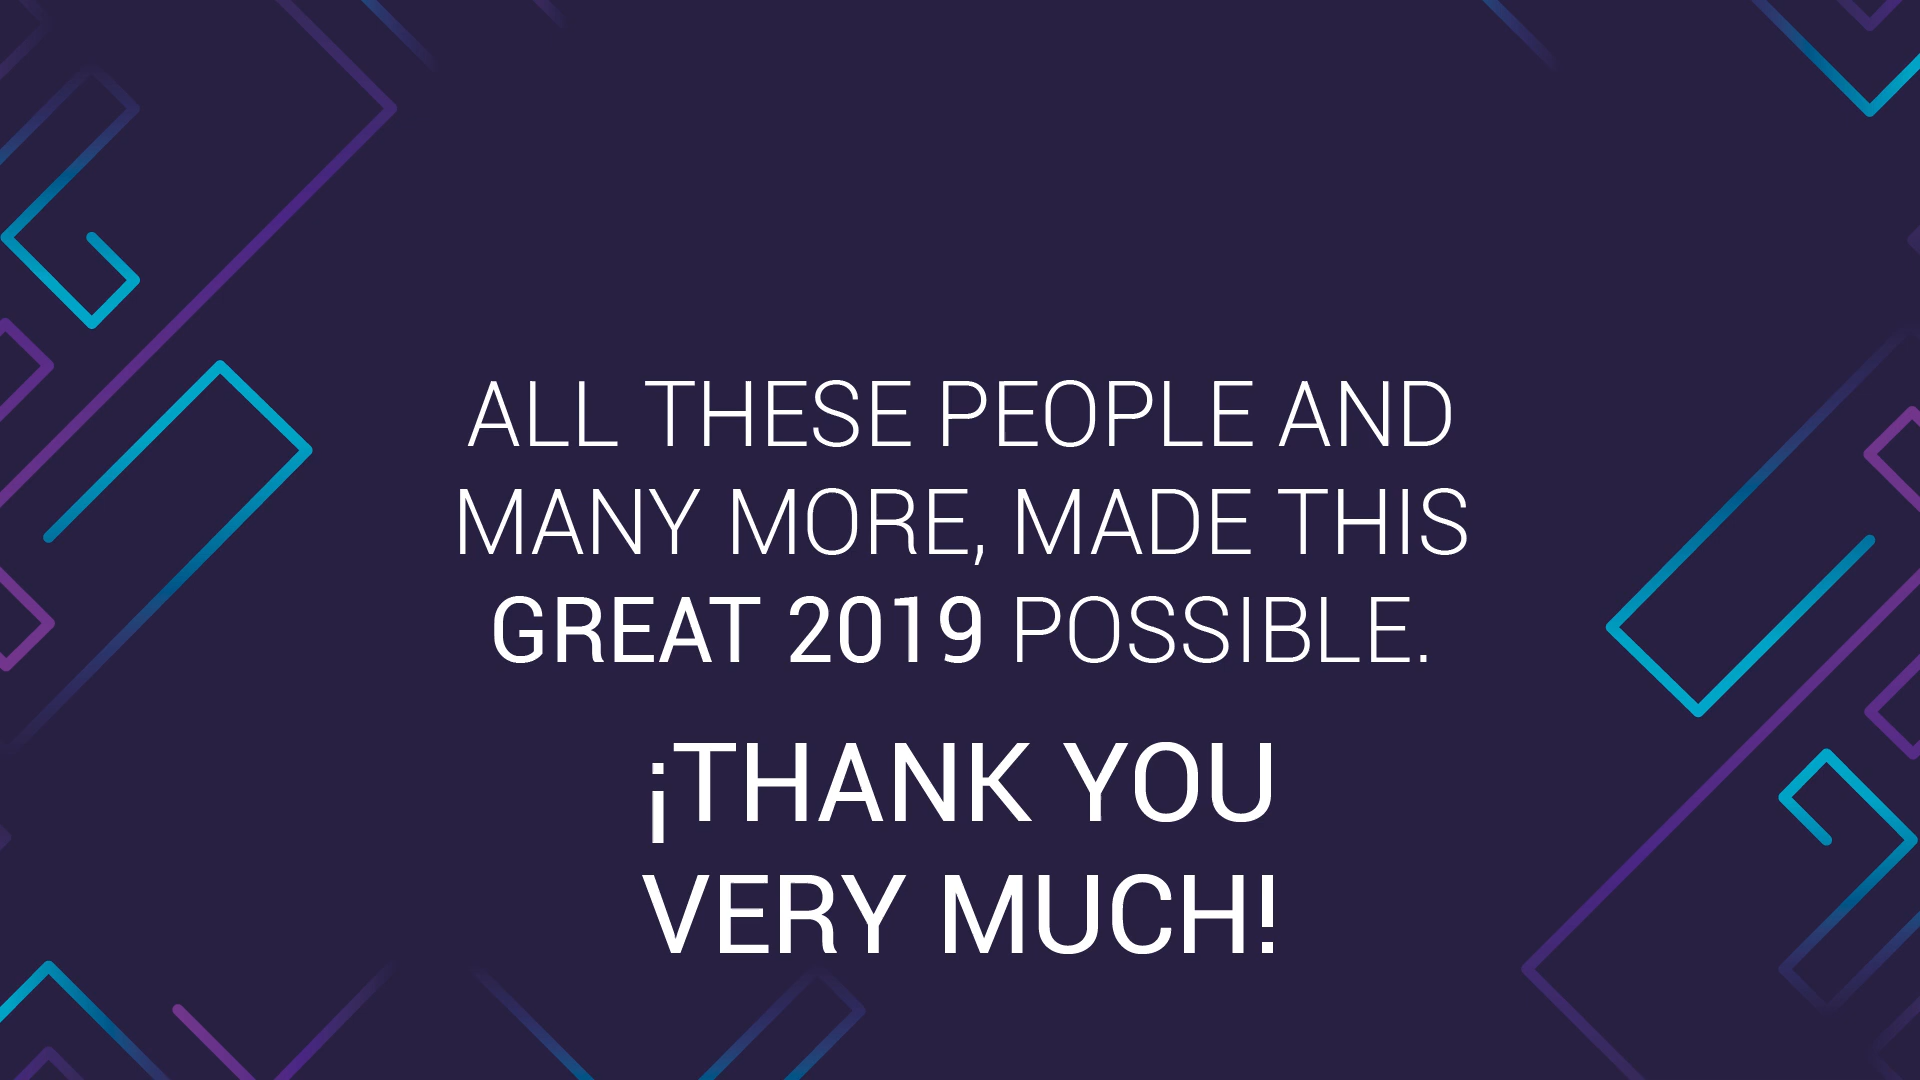 ALL THESE PEOPLE AND
MANY MORE, MADE THIS
GREAT 2019 POSSIBLE.
¡THANK YOU
VERY MUCH!